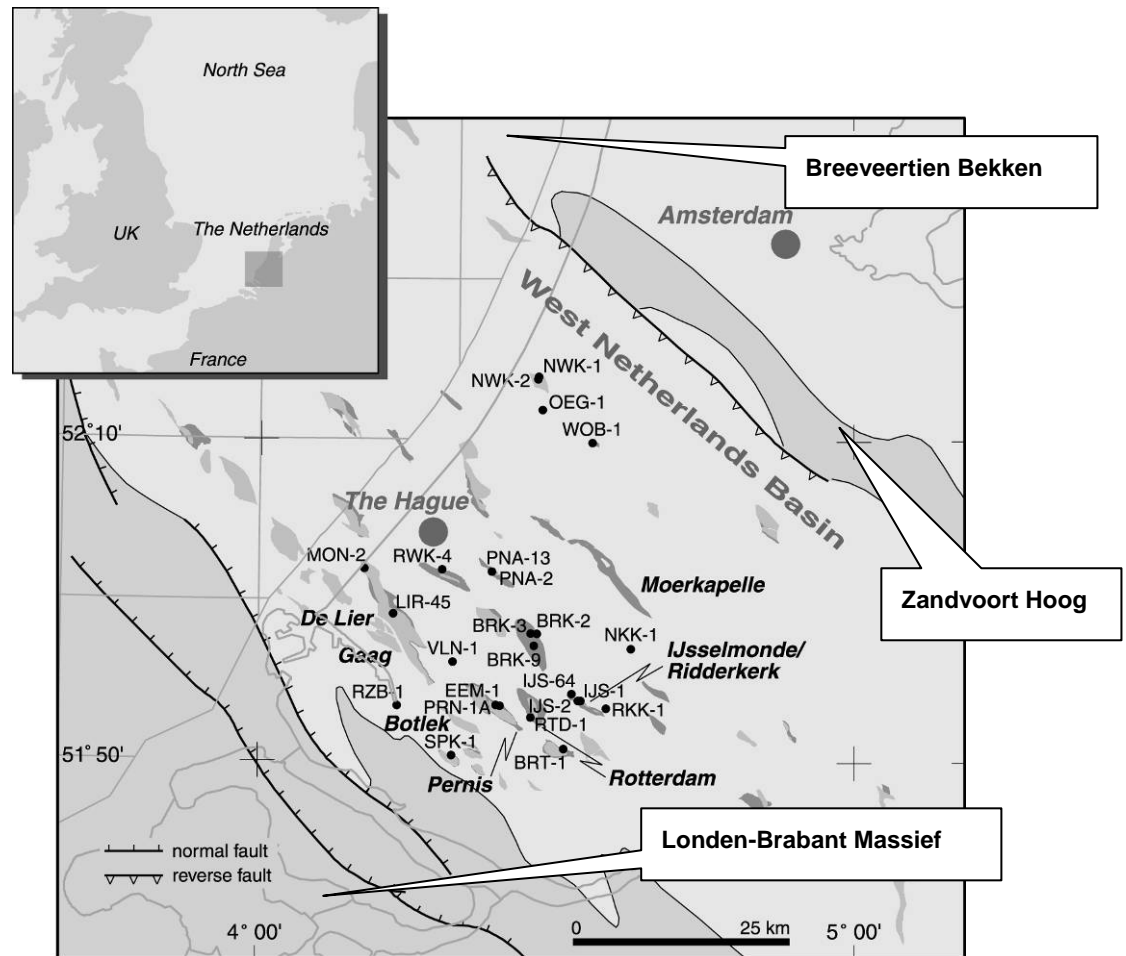 North Sea
The Netherlands
UK
France
Breeveertien Bekken
Amsterdam
West Netherlands Basin
NWK-1
NWK-2
OEG-1
WOB-1
52°10'
The Hague
MON-2
RWK-4
PNA-13
PNA-2
Moerkapelle
Zandvoort Hoog
De Lier
LIR-45
BRK-3
BRK-2
NKK-1
Gaag
VLN-1
BRK-9
IJsselmonde/
Ridderkerk
RZB-1
EEM-1
IJS-64
IJS-1
PRN-1A
IJS-2
RKK-1
Botlek
RTD-1
SPK-1
51°50'
Pernis
BRT-1
Rotterdam
Londen-Brabant Massief
normal fault
reverse fault
4° 00'
0
25 km
5° 00'